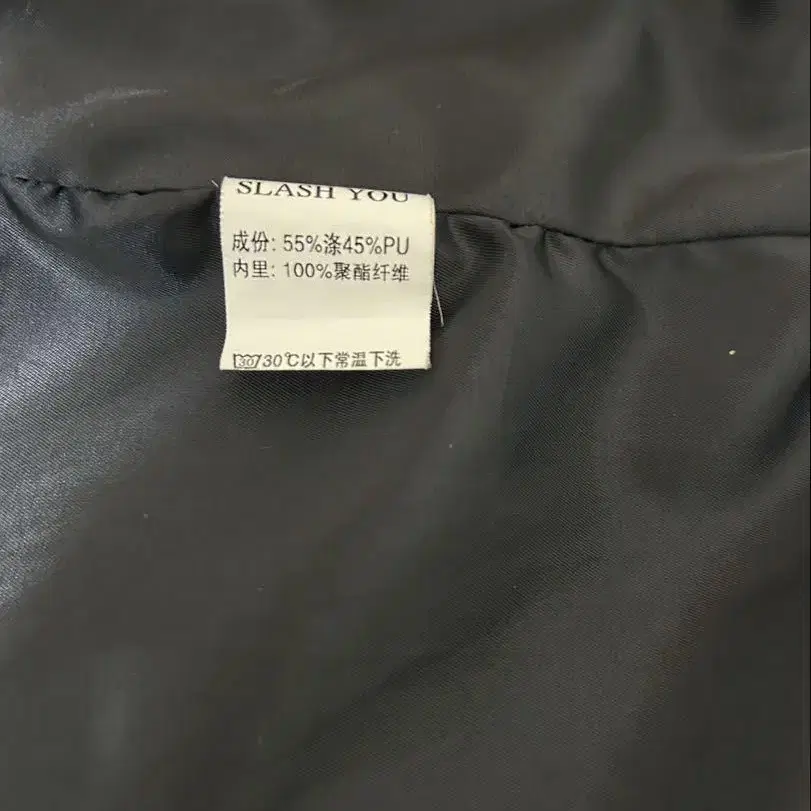 SLASH YOU
成份: 55%涤45%PU
内里: 100%聚酯纤维
30 30℃以下常温下洗